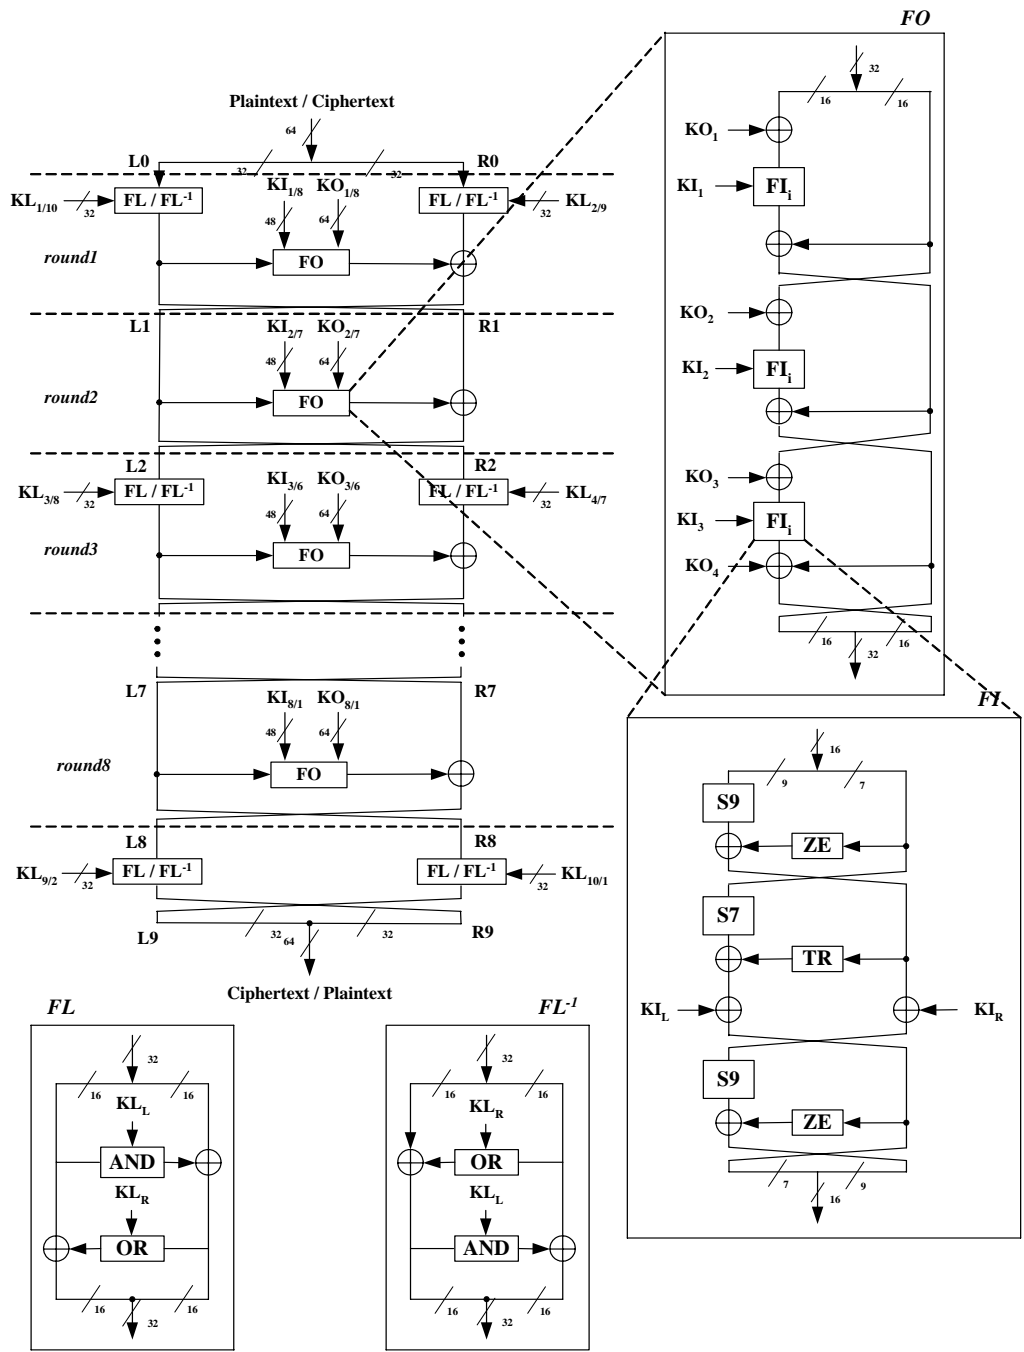 FO
32
16 16
KO1
KI1 FIi
KO2
KI2 FIi
KO3
KI3 FIi
KO4
16 32 16
Plaintext / Ciphertext
64
L0 32 32 R0
KL1/10 32 FL / FL-1 KI1/8 KO1/8 FL / FL-1 32 KL2/9
48 64
round1 FO
L1 KI2/7 KO2/7 R1
48 64
round2 FO
L2 R2
KL3/8 32 FL / FL-1 KI3/6 KO3/6 FL / FL-1 32 KL4/7
48 64
round3 FO
L7 KI8/1 KO8/1 R7
48 64
round8 FO
L8 R8
KL9/2 32 FL / FL-1 FL / FL-1 32 KL10/1
L9 32 64 32 R9
Ciphertext / Plaintext
FI
16
9 7
S9
ZE
S7
TR
KIL KIR
S9
ZE
7 16 9
FL
32
16 16
KLL
AND
KLR
OR
16 32 16
FL-1
32
16 16
KLR
OR
KLL
AND
16 32 16